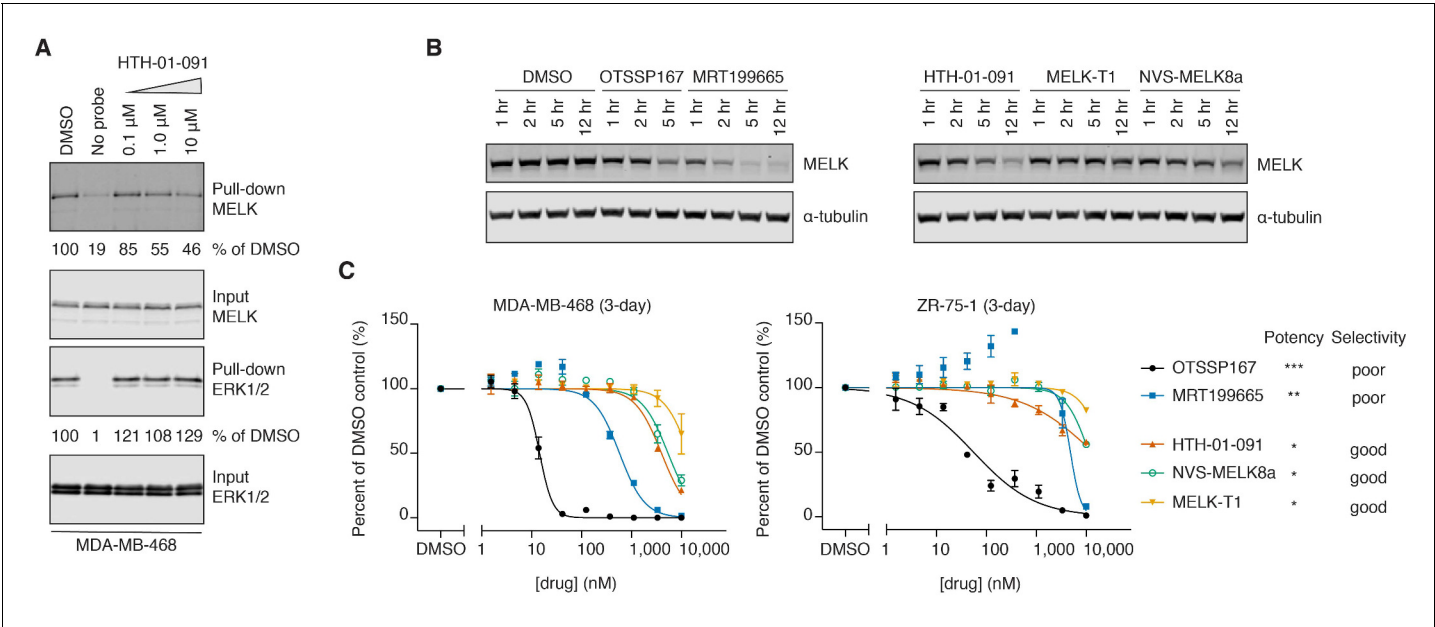 A
HTH-01-091
DMSO
No probe
0.1 µM
1.0 µM
10 µM
Pull-down
MELK
100 19 85 55 46 % of DMSO
Input
MELK
Pull-down
ERK1/2
100 1 121 108 129 % of DMSO
Input
ERK1/2
MDA-MB-468
B
DMSO OTSSP167 MRT199665
1 hr 2 hr 5 hr 12 hr 1 hr 2 hr 5 hr 1 hr 2 hr 5 hr 12 hr
MELK
α-tubulin
HTH-01-091 MELK-T1 NVS-MELK8a
1 hr 2 hr 5 hr 12 hr 1 hr 2 hr 5 hr 12 hr 1 hr 2 hr 5 hr 12 hr
MELK
α-tubulin
C
MDA-MB-468 (3-day)
Percent of DMSO control (%)
150
100
50
0
DMSO 1 10 100 1,000 10,000
[drug] (nM)
ZR-75-1 (3-day)
Percent of DMSO control (%)
150
100
50
0
DMSO 1 10 100 1,000 10,000
[drug] (nM)
Potency Selectivity
OTSSP167 *** poor
MRT199665 ** poor
HTH-01-091 * good
NVS-MELK8a * good
MELK-T1 * good